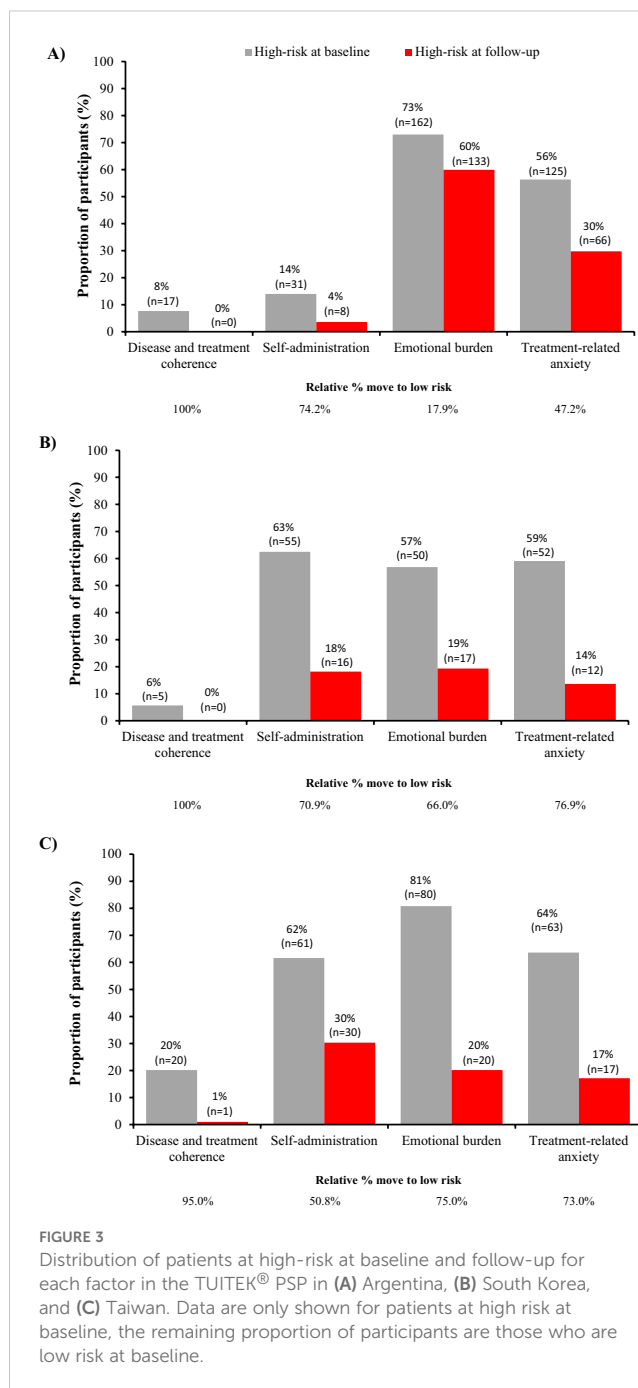 A)
High-risk at baseline High-risk at follow-up
Proportion of participants (%)
100
90
80
70
60
50
40
30
20
10
0
8%
(n=17)
0%
(n=0)
14%
(n=31)
4%
(n=8)
73%
(n=162)
60%
(n=133)
56%
(n=125)
30%
(n=66)
Disease and treatment
coherence
Self-administration
Emotional burden
Treatment-related
anxiety
Relative % move to low risk
100% 74.2% 17.9% 47.2%
B)
Proportion of participants (%)
100
90
80
70
60
50
40
30
20
10
0
6%
(n=5)
0%
(n=0)
63%
(n=55)
18%
(n=16)
57%
(n=50)
19%
(n=17)
59%
(n=52)
14%
(n=12)
Disease and treatment
coherence
Self-administration
Emotional burden
Treatment-related
anxiety
Relative % move to low risk
100% 70.9% 66.0% 76.9%
C)
Proportion of participants (%)
100
90
80
70
60
50
40
30
20
10
0
20%
(n=20)
1%
(n=1)
62%
(n=61)
30%
(n=30)
81%
(n=80)
20%
(n=20)
64%
(n=63)
17%
(n=17)
Disease and treatment
coherence
Self-administration
Emotional burden
Treatment-related
anxiety
Relative % move to low risk
95.0% 50.8% 75.0% 73.0%
FIGURE 3
Distribution of patients at high-risk at baseline and follow-up for
each factor in the TUITEK® PSP in (A) Argentina, (B) South Korea,
and (C) Taiwan. Data are only shown for patients at high risk at
baseline, the remaining proportion of participants are those who are
low risk at baseline.